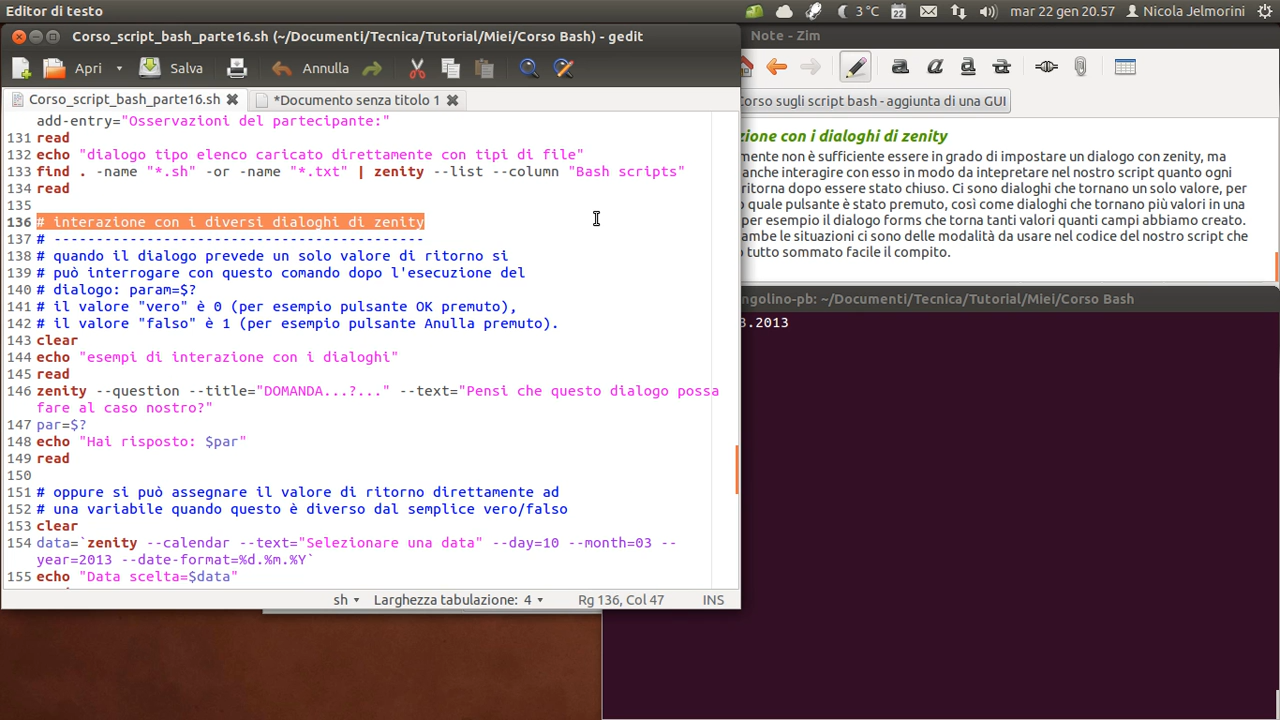 Editor di testo
3 °C
22
mar 22 gen 20.57
Nicola Jelmorini
Corso_script_bash_parte16.sh (~/Documenti/Tecnica/Tutorial/Miei/Corso Bash) - gedit
Apri
Salva
Annulla
Corso_script_bash_parte16.sh
*Documento senza titolo 1
add-entry="Osservazioni del partecipante:"
131 read
132 echo "dialogo tipo elenco caricato direttamente con tipi di file"
133 find . -name "*.sh" -or -name "*.txt" | zenity --list --column "Bash scripts"
134 read
135
136 # interazione con i diversi dialoghi di zenity
137 # --------------------------------------------
138 # quando il dialogo prevede un solo valore di ritorno si
139 # può interrogare con questo comando dopo l'esecuzione del
140 # dialogo: param=$?
141 # il valore "vero" è 0 (per esempio pulsante OK premuto),
142 # il valore "falso" è 1 (per esempio pulsante Anulla premuto).
143 clear
144 echo "esempi di interazione con i dialoghi"
145 read
146 zenity --question --title="DOMANDA...?..." --text="Pensi che questo dialogo possa
fare al caso nostro?"
147 par=$?
148 echo "Hai risposto: $par"
149 read
150
151 # oppure si può assegnare il valore di ritorno direttamente ad
152 # una variabile quando questo è diverso dal semplice vero/falso
153 clear
154 data=`zenity --calendar --text="Selezionare una data" --day=10 --month=03 --
year=2013 --date-format=%d.%m.%Y`
155 echo "Data scelta=$data"
sh
Larghezza tabulazione: 4
Rg 136, Col 47
INS
Note - Zim
Corso sugli script bash - aggiunta di una GUI
zione con i dialoghi di zenity
mente non è sufficiente essere in grado di impostare un dialogo con zenity, ma
anche interagire con esso in modo da intepretare nel nostro script quanto ogni
ritorna dopo essere stato chiuso. Ci sono dialoghi che tornano un solo valore, per
o quale pulsante è stato premuto, così come dialoghi che tornano più valori in una
per esempio il dialogo forms che torna tanti valori quanti campi abbiamo creato.
ambe le situazioni ci sono delle modalità da usare nel codice del nostro script che
o tutto sommato facile il compito.
ngolino-pb: ~/Documenti/Tecnica/Tutorial/Miei/Corso Bash
3.2013